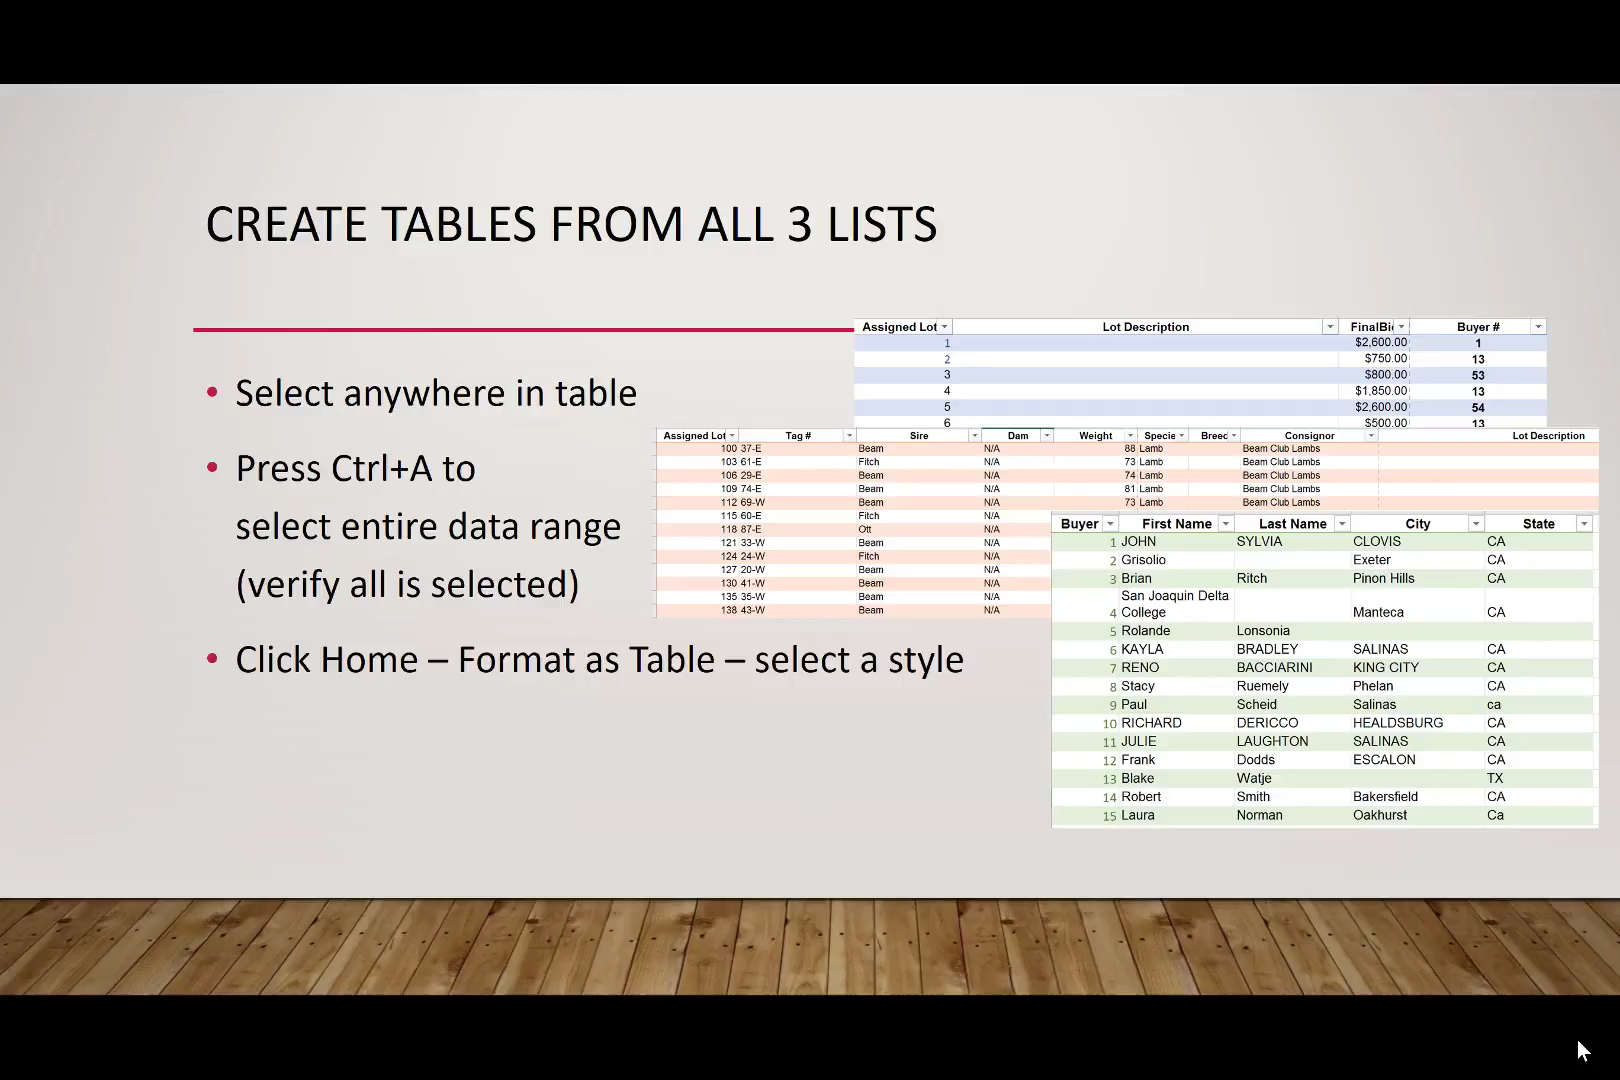 CREATE TABLES FROM ALL 3 LISTS
• Select anywhere in table
• Press Ctrl+A to
select entire data range
(verify all is selected)
• Click Home – Format as Table – select a style
Assigned Lot Lot Description FinalBi Buyer #
1 $2,600.00 1
2 $750.00 13
3 $800.00 53
4 $1,850.00 13
5 $2,600.00 54
6 $500.00 13
Assigned Lot Tag # Sire Dam Weight Specie Breed Consignor Lot Description
100 37-E Beam N/A 88 Lamb Beam Club Lambs
103 61-E Fitch N/A 73 Lamb Beam Club Lambs
106 29-E Beam N/A 74 Lamb Beam Club Lambs
109 74-E Beam N/A 81 Lamb Beam Club Lambs
112 69-W Beam N/A 73 Lamb Beam Club Lambs
115 60-E Fitch N/A
118 87-E Ott N/A
121 33-W Beam N/A
124 24-W Fitch N/A
127 20-W Beam N/A
130 41-W Beam N/A
135 35-W Beam N/A
138 43-W Beam N/A
Buyer First Name Last Name City State
1 JOHN SYLVIA CLOVIS CA
2 Grisolio Exeter CA
3 Brian Ritch Pinon Hills CA
San Joaquin Delta
4 College Manteca CA
5 Rolande Lonsonia
6 KAYLA BRADLEY SALINAS CA
7 RENO BACCIARINI KING CITY CA
8 Stacy Ruemely Phelan CA
9 Paul Scheid Salinas ca
10 RICHARD DERICCO HEALDSBURG CA
11 JULIE LAUGHTON SALINAS CA
12 Frank Dodds ESCALON CA
13 Blake Watje TX
14 Robert Smith Bakersfield CA
15 Laura Norman Oakhurst Ca